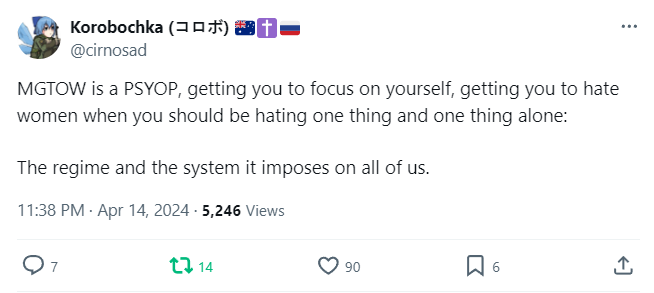 Korobochka (コロボ) 🇦🇺✝️🇷🇺
@cirnosad
MGTOW is a PSYOP, getting you to focus on yourself, getting you to hate
women when you should be hating one thing and one thing alone:
The regime and the system it imposes on all of us.
11:38 PM · Apr 14, 2024 · 5,246 Views
7 14 90 6